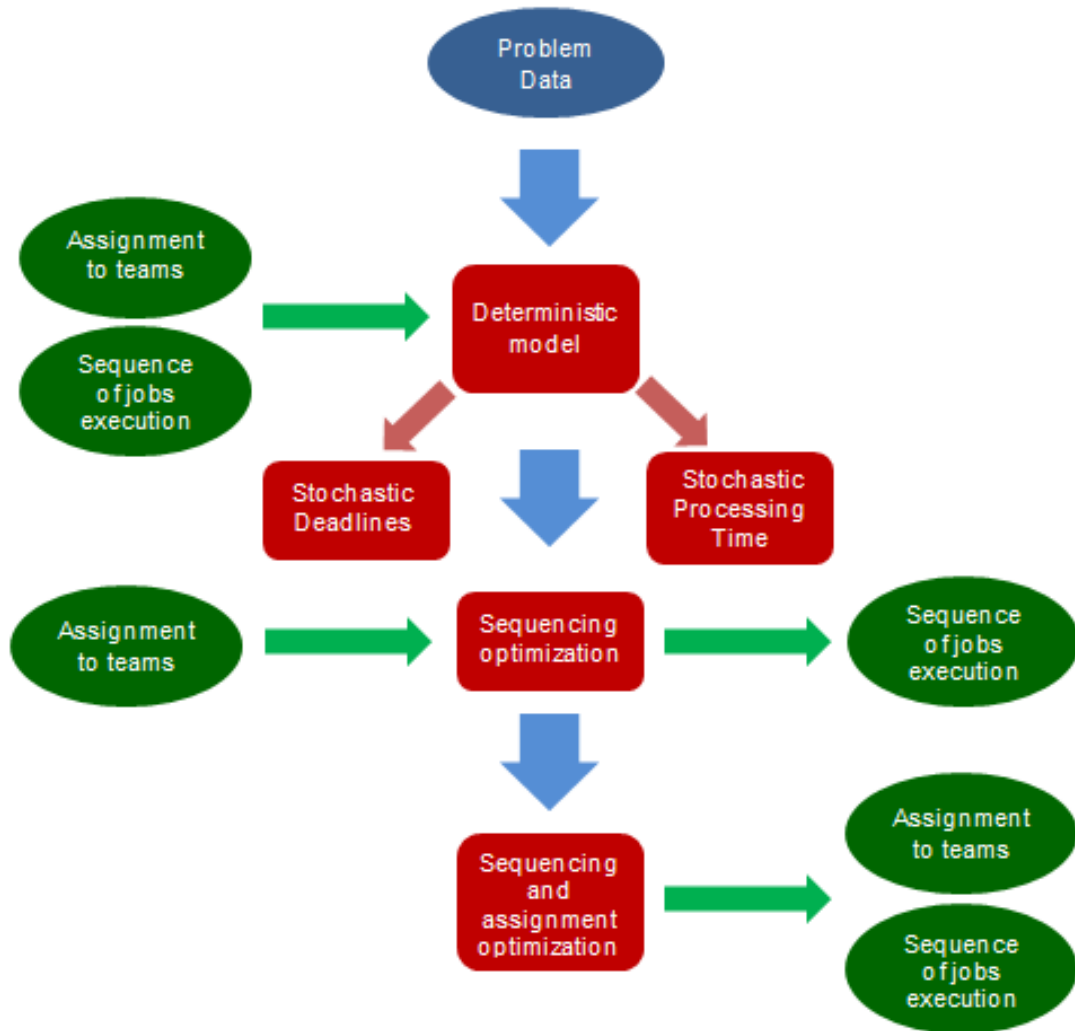 Problem
Data
Assignment
to teams
Sequence
of jobs
execution
Deterministic
model
Stochastic
Deadlines
Stochastic
Processing
Time
Assignment
to teams
Sequencing
optimization
Sequence
of jobs
execution
Sequencing
and
assignment
optimization
Assignment
to teams
Sequence
of jobs
execution